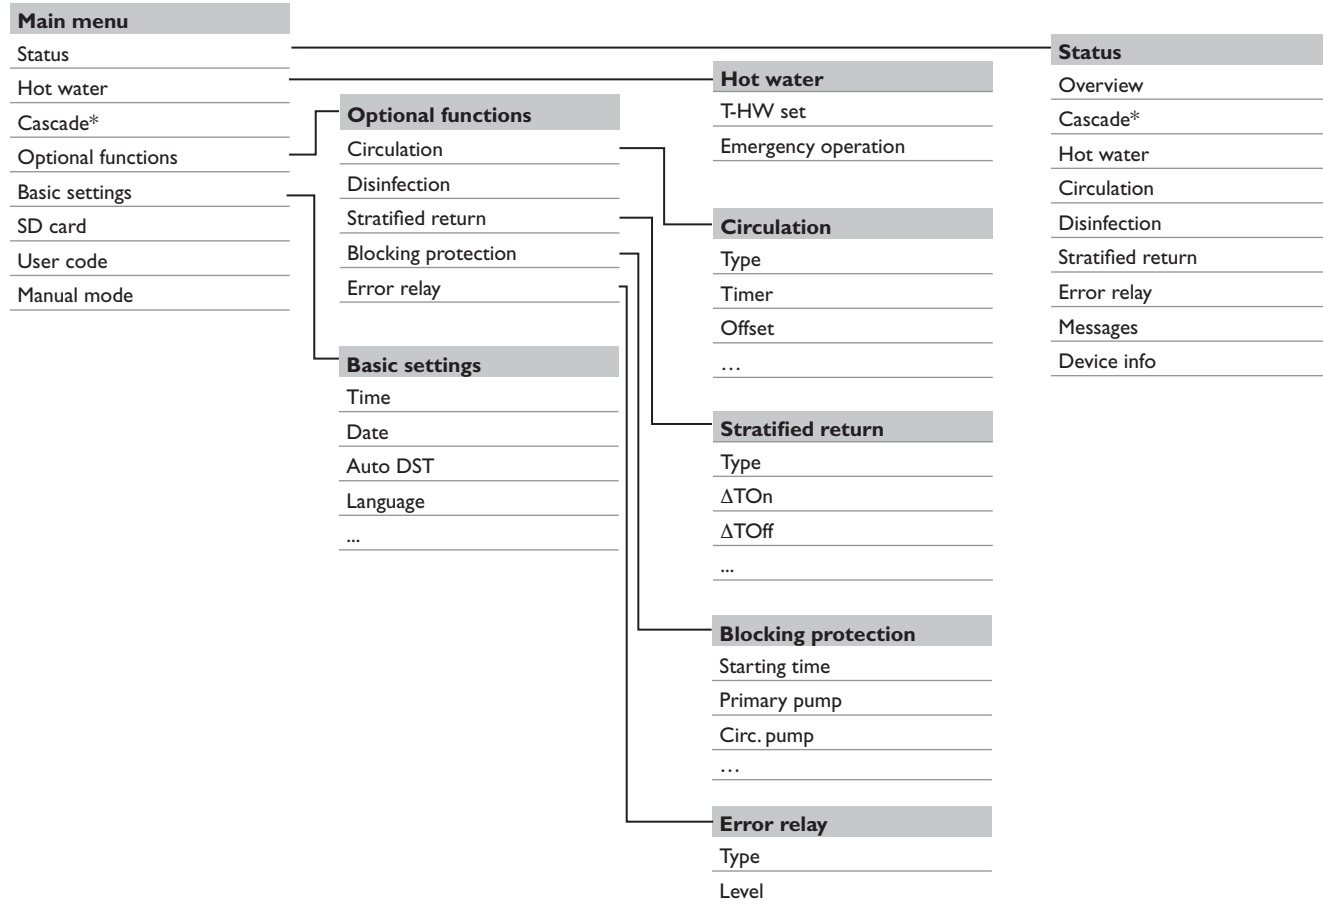 Main menu
Status
Hot water
Cascade*
Optional functions
Basic settings
SD card
User code
Manual mode
Optional functions
Circulation
Disinfection
Stratified return
Blocking protection
Error relay
Basic settings
Time
Date
Auto DST
Language
...
Hot water
T-HW set
Emergency operation
Circulation
Type
Timer
Offset
…
Stratified return
Type
ΔTOn
ΔTOff
...
Blocking protection
Starting time
Primary pump
Circ. pump
…
Error relay
Type
Level
Status
Overview
Cascade*
Hot water
Circulation
Disinfection
Stratified return
Error relay
Messages
Device info